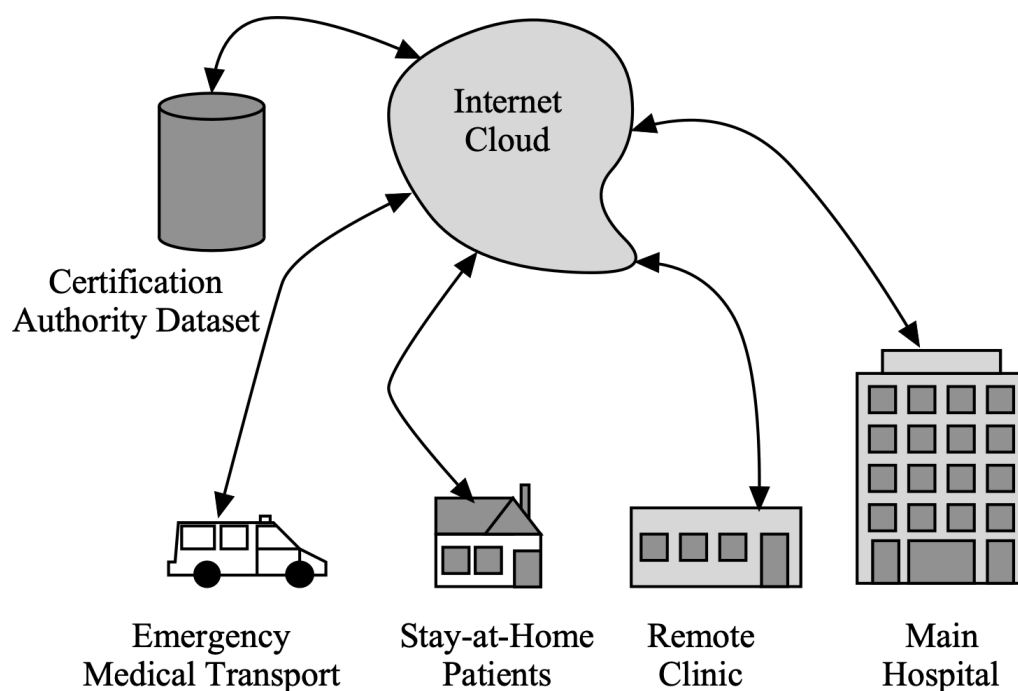 Internet
Cloud
Certification
Authority Dataset
Emergency
Medical Transport
Stay-at-Home
Patients
Remote
Clinic
Main
Hospital